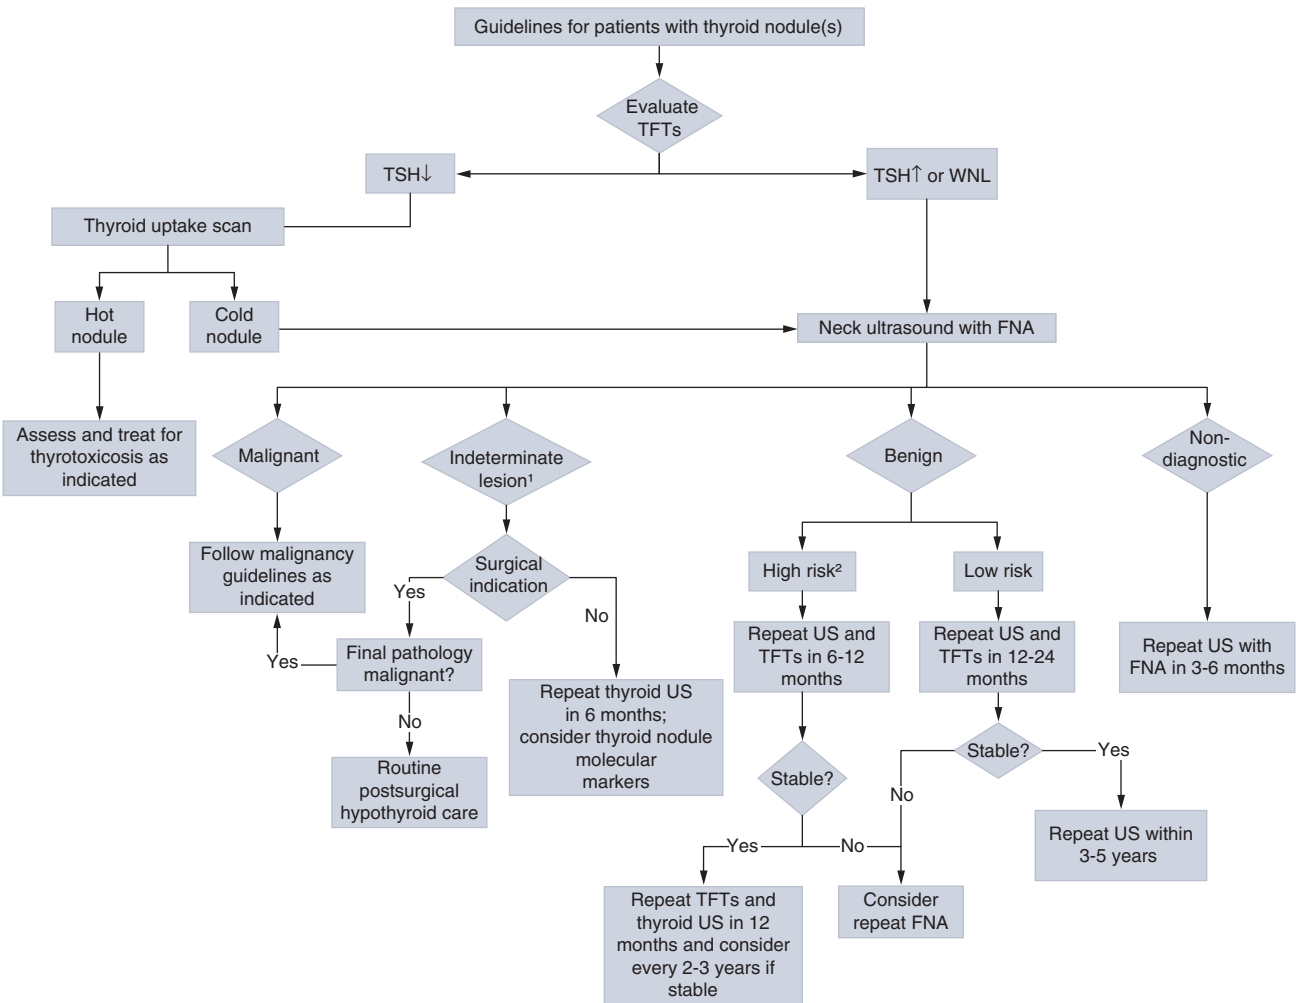 Guidelines for patients with thyroid nodule(s)
Evaluate
TFTs
TSH↓
TSH↑ or WNL
Thyroid uptake scan
Hot
nodule
Cold
nodule
Neck ultrasound with FNA
Assess and treat for
thyrotoxicosis as
indicated
Malignant
Indeterminate
lesion¹
Benign
Non-
diagnostic
Follow malignancy
guidelines as
indicated
Surgical
indication
Yes
No
High risk²
Low risk
Final pathology
malignant?
Yes
No
Routine
postsurgical
hypothyroid care
Repeat thyroid US
in 6 months;
consider thyroid nodule
molecular
markers
Repeat US and
TFTs in 6-12
months
Repeat US and
TFTs in 12-24
months
Repeat US with
FNA in 3-6 months
Stable?
Stable?
Yes
No
Repeat US within
3-5 years
Yes
No
Repeat TFTs and
thyroid US in 12
months and consider
every 2-3 years if
stable
Consider
repeat FNA